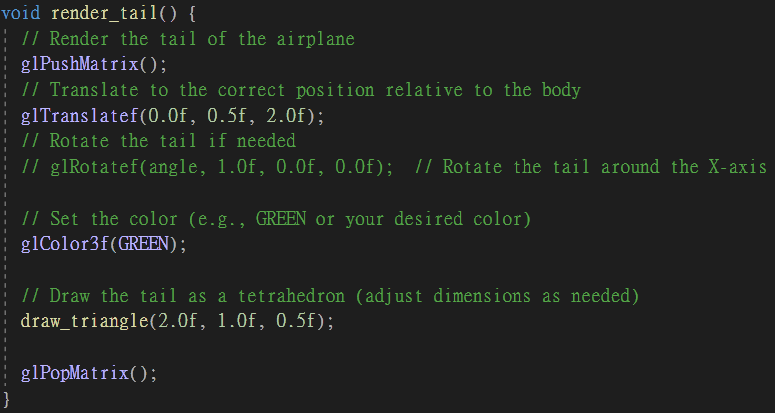 void render_tail() {
// Render the tail of the airplane
glPushMatrix();
// Translate to the correct position relative to the body
glTranslatef(0.0f, 0.5f, 2.0f);
// Rotate the tail if needed
// glRotatef(angle, 1.0f, 0.0f, 0.0f);  // Rotate the tail around the X-axis
// Set the color (e.g., GREEN or your desired color)
glColor3f(GREEN);
// Draw the tail as a tetrahedron (adjust dimensions as needed)
draw_triangle(2.0f, 1.0f, 0.5f);
glPopMatrix();
}